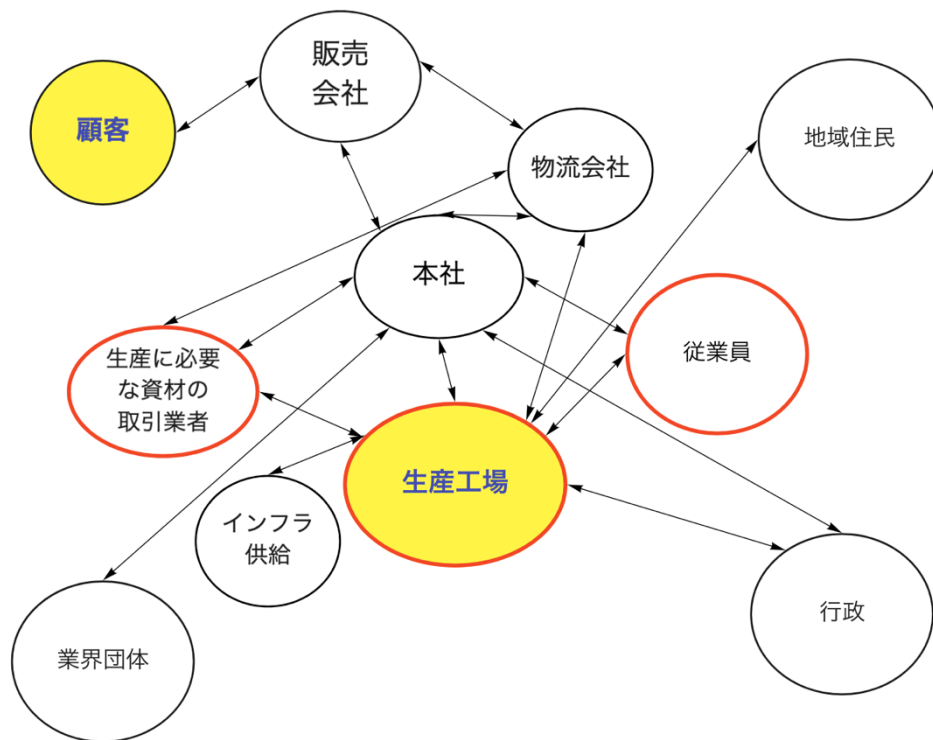 販売
会社
顧客
地域住民
物流会社
本社
従業員
生産に必要
な資材の
取引業者
生産工場
インフラ
供給
行政
業界団体